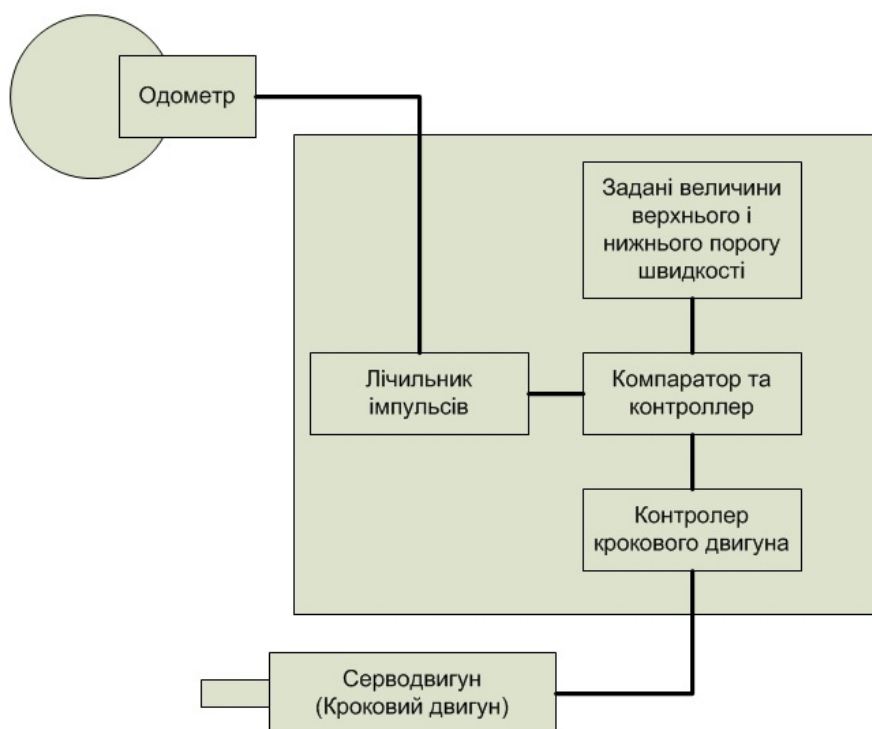 Одометр
Задані величини
верхнього і
нижнього порогу
швидкості
Лічильник
імпульсів
Компаратор та
контроллер
Контролер
крокового двигуна
Серводвигун
(Кроковий двигун)